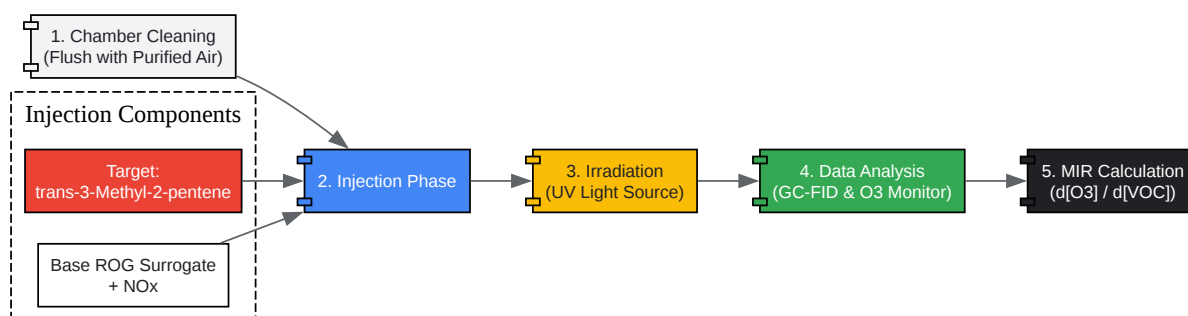 1. Chamber Cleaning
(Flush with Purified Air)
Injection Components
Target:
trans-3-Methyl-2-pentene
Base ROG Surrogate
+ NOx
2. Injection Phase
3. Irradiation
(UV Light Source)
4. Data Analysis
(GC-FID & O3 Monitor)
5. MIR Calculation
(d[O3] / d[VOC])